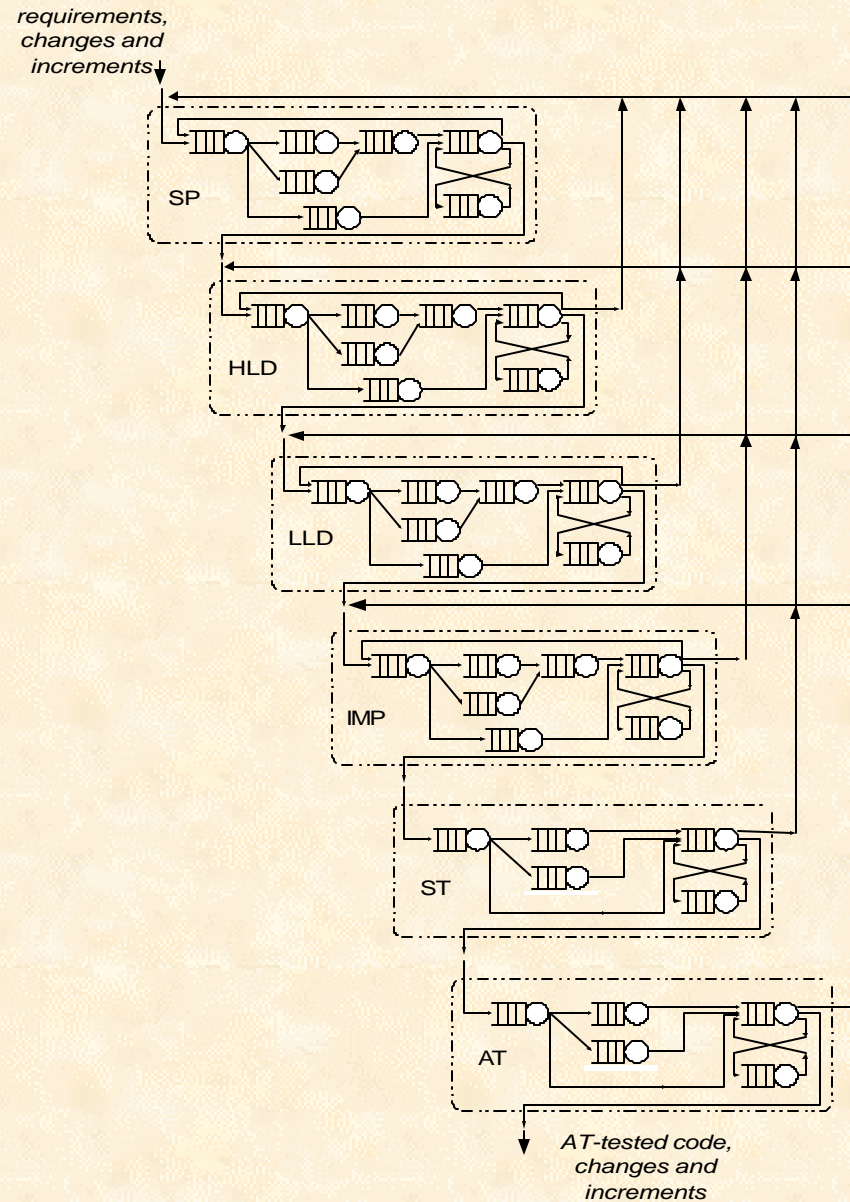 requirements,
changes and
increments
SP
HLD
LLD
IMP
ST
AT
AT-tested code,
changes and
increments